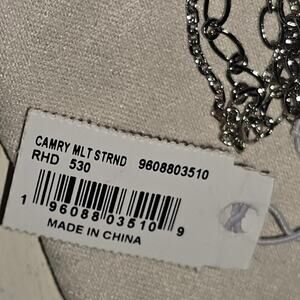 CAMRY MLT STRND 9608803510
RHD 530
1 96088 03510 9
MADE IN CHINA